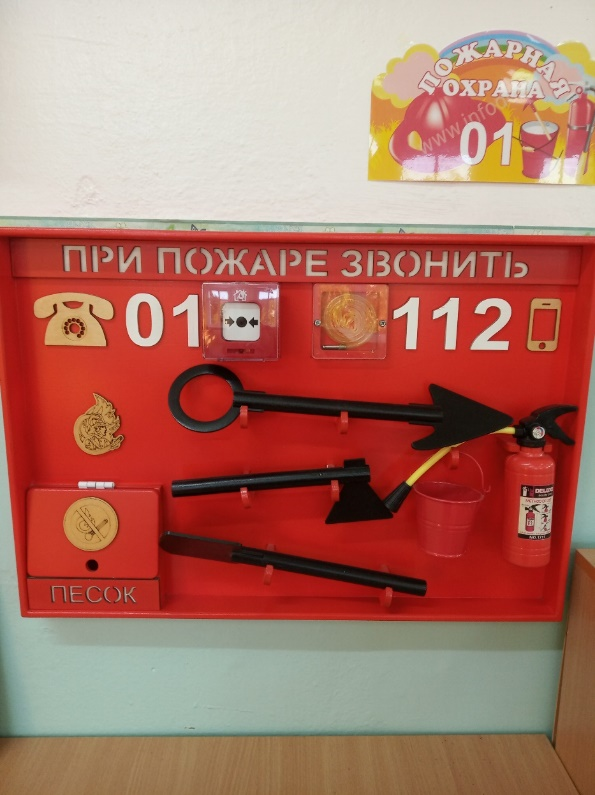 ПОЖАРНАЯ
ОХРАНА
01
ПРИ ПОЖАРЕ ЗВОНИТЬ
01
112
ПЕСОК